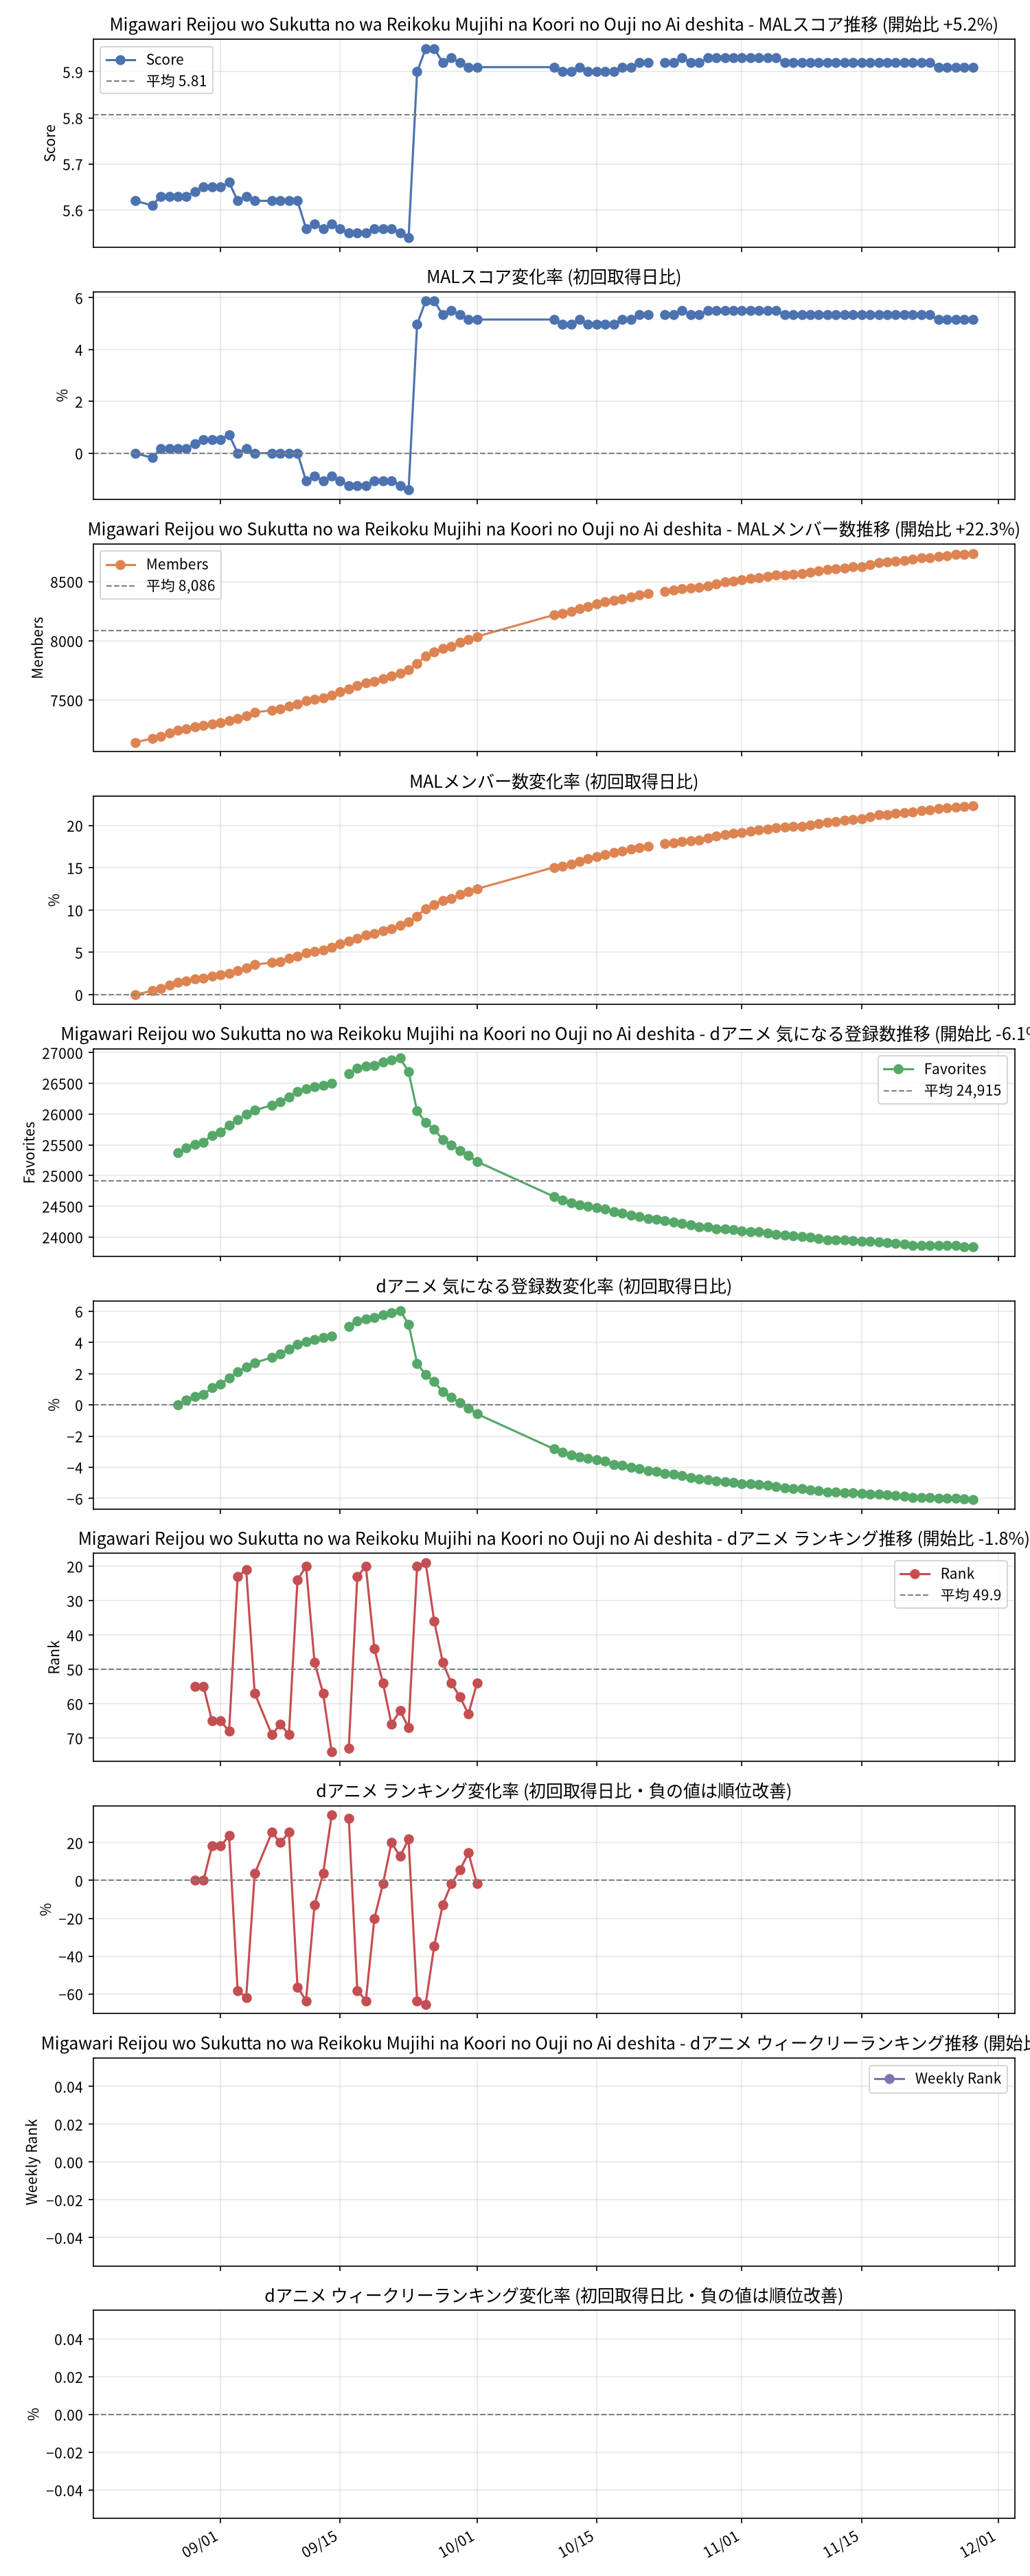 Migawari Reijou wo Sukutta no wa Reikoku Mujihi na Koori no Ouji no Ai deshita - MALスコア推移 (開始比 +5.2%)
Score
平均 5.81
5.9
5.8
5.7
5.6
Score
MALスコア変化率 (初回取得日比)
6
4
2
0
%
Migawari Reijou wo Sukutta no wa Reikoku Mujihi na Koori no Ouji no Ai deshita - MALメンバー数推移 (開始比 +22.3%)
Members
平均 8,086
8500
8000
7500
Members
MALメンバー数変化率 (初回取得日比)
20
15
10
5
0
%
Migawari Reijou wo Sukutta no wa Reikoku Mujihi na Koori no Ouji no Ai deshita - dアニメ 気になる登録数推移 (開始比 -6.1%
Favorites
平均 24,915
27000
26500
26000
25500
25000
24500
24000
Favorites
dアニメ 気になる登録数変化率 (初回取得日比)
6
4
2
0
−2
−4
−6
%
Migawari Reijou wo Sukutta no wa Reikoku Mujihi na Koori no Ouji no Ai deshita - dアニメ ランキング推移 (開始比 -1.8%)
Rank
平均 49.9
20
30
40
50
60
70
Rank
dアニメ ランキング変化率 (初回取得日比・負の値は順位改善)
20
0
−20
−40
−60
%
Migawari Reijou wo Sukutta no wa Reikoku Mujihi na Koori no Ouji no Ai deshita - dアニメ ウィークリーランキング推移 (開始比
Weekly Rank
0.04
0.02
0.00
−0.02
−0.04
Weekly Rank
dアニメ ウィークリーランキング変化率 (初回取得日比・負の値は順位改善)
0.04
0.02
0.00
−0.02
−0.04
%
09/01
09/15
10/01
10/15
11/01
11/15
12/01